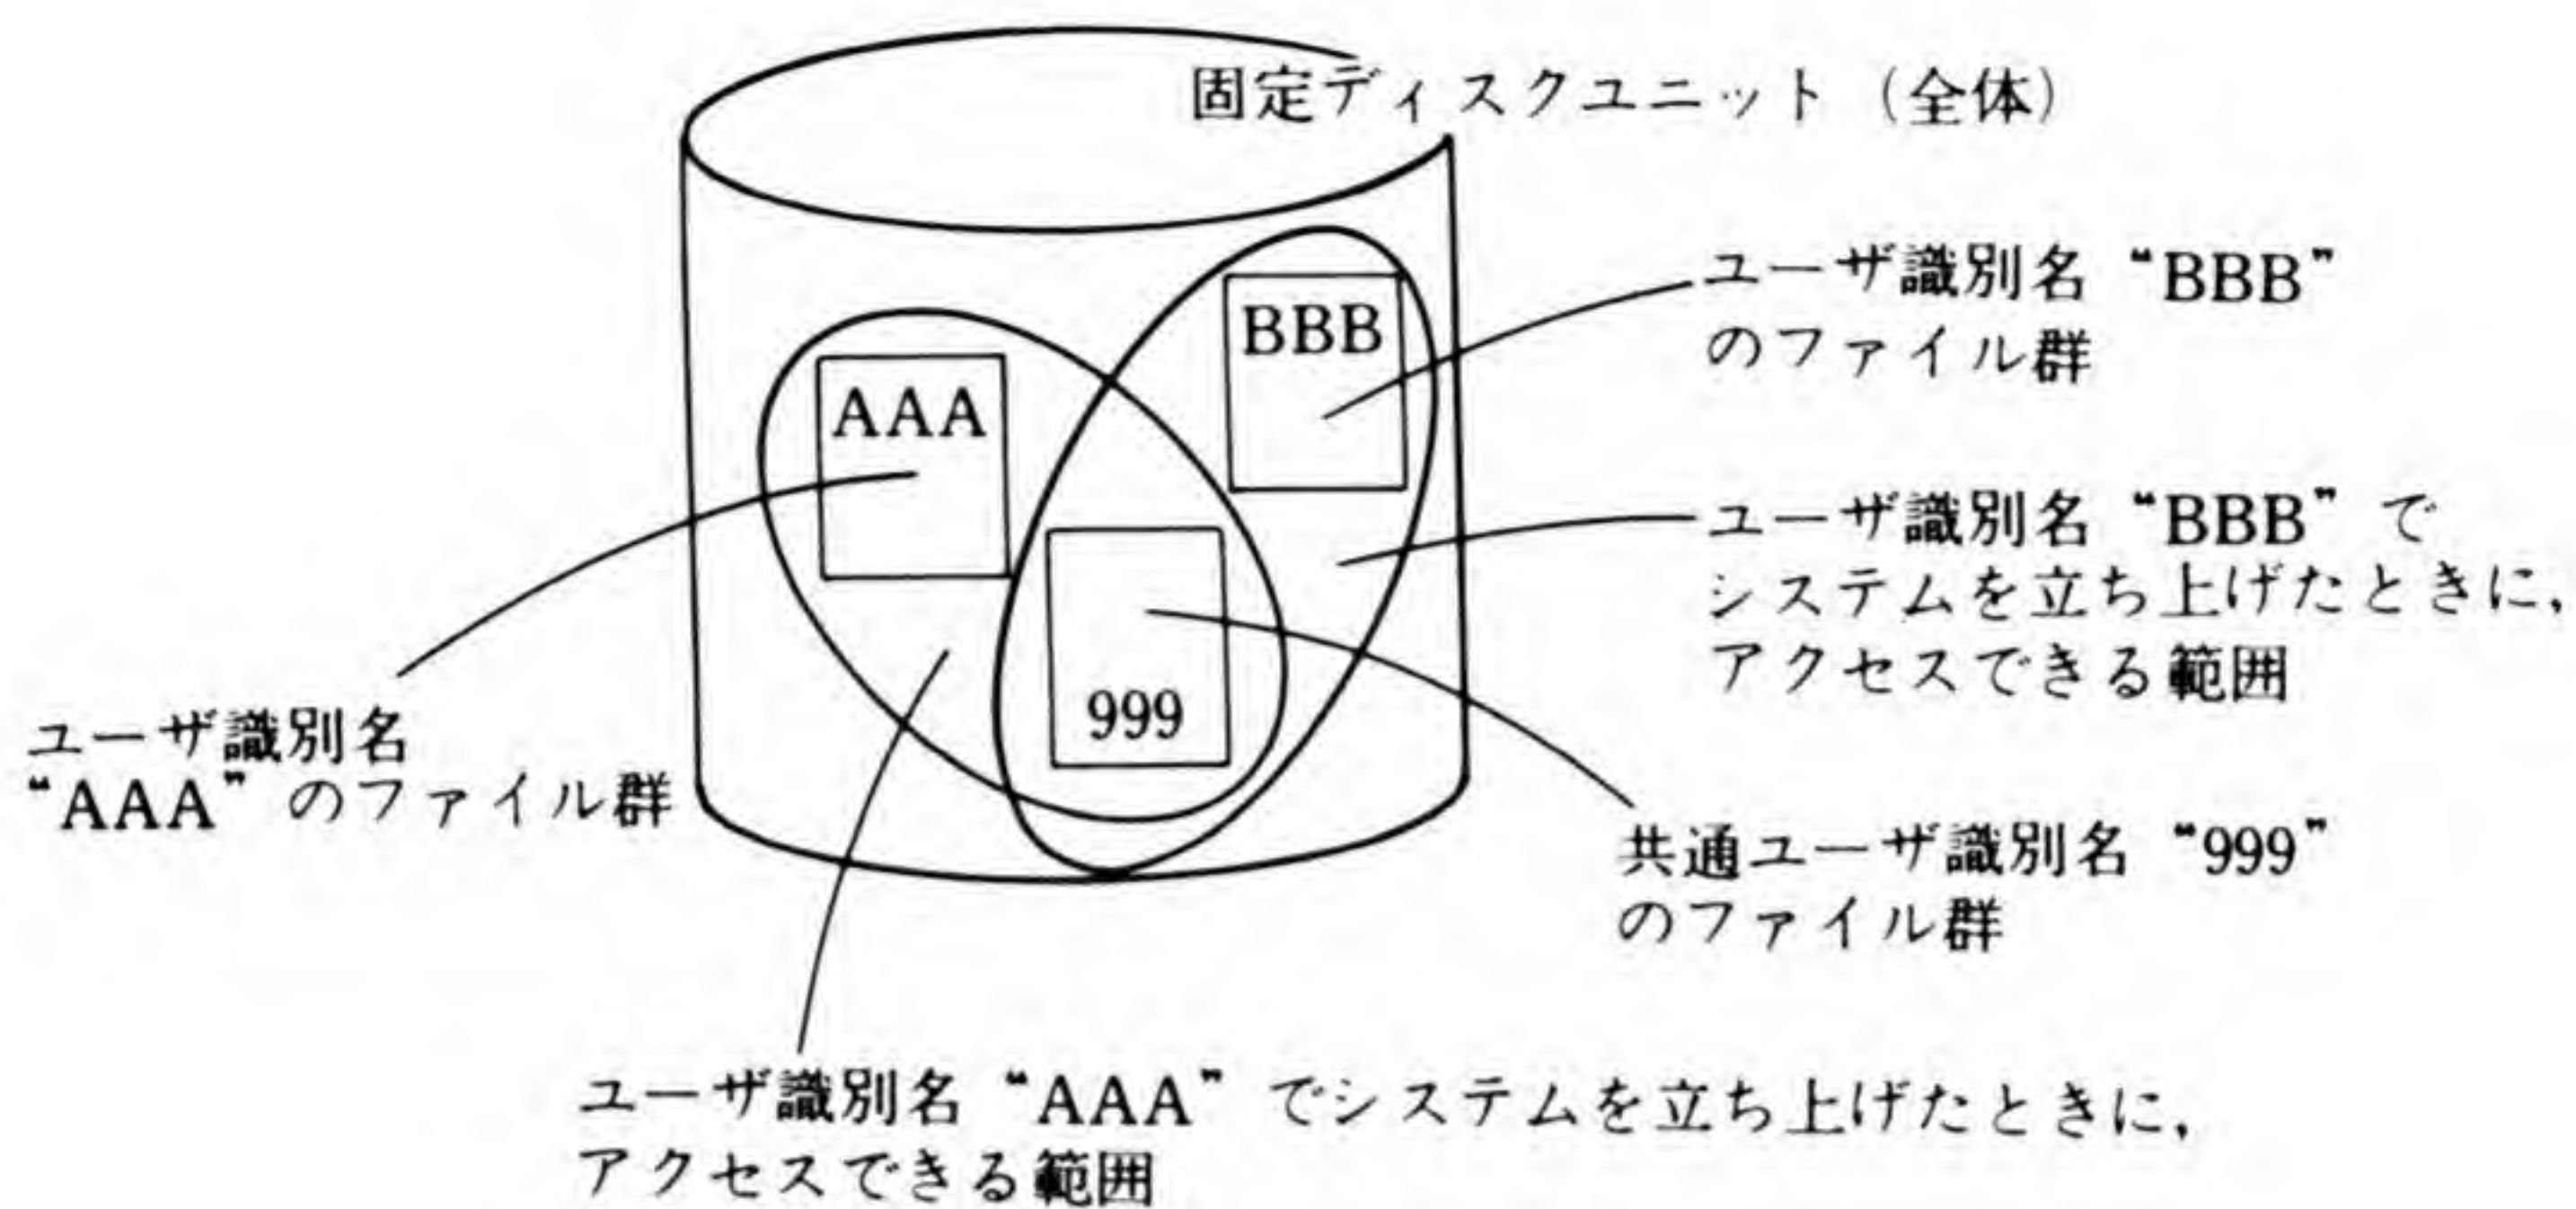 固定ディスクユニット (全体)
BBB
AAA
999
ユーザ識別名 “BBB”
のファイル群
ユーザ識別名 “BBB” で
システムを立ち上げたときに,
アクセスできる範囲
ユーザ識別名
“AAA” のファイル群
共通ユーザ識別名 “999”
のファイル群
ユーザ識別名 “AAA” でシステムを立ち上げたときに,
アクセスできる範囲